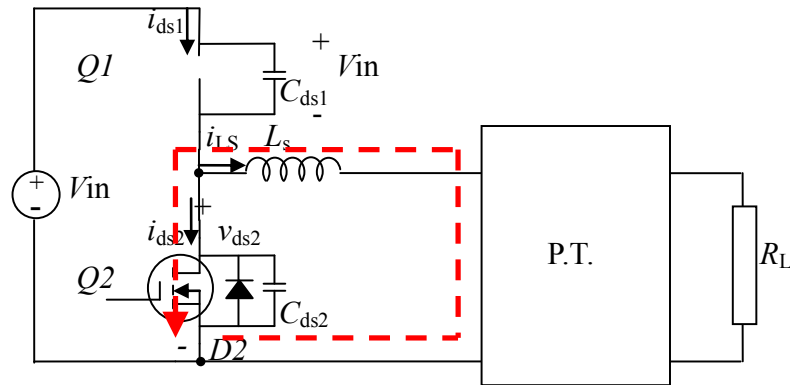 ids1
Q1
+
Vin
Cds1
-
iLS
Ls
+
-
Vin
+
ids2
vds2
P.T.
RL
Q2
Cds2
-
D2